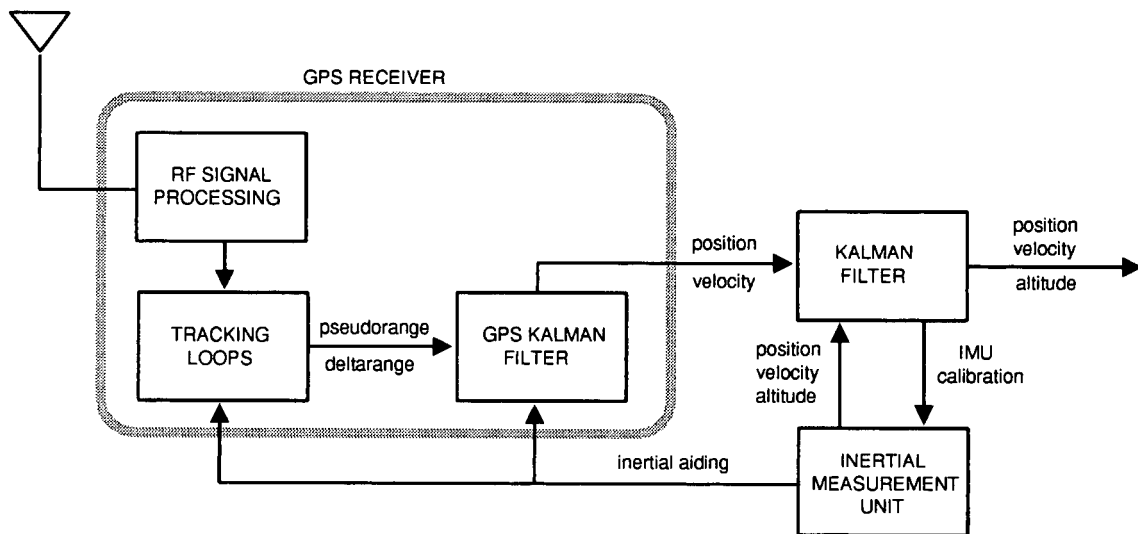 GPS RECEIVER
RF SIGNAL
PROCESSING
TRACKING
LOOPS
pseudorange
deltarange
GPS KALMAN
FILTER
position
velocity
KALMAN
FILTER
position
velocity
altitude
position
velocity
altitude
IMU
calibration
inertial aiding
INERTIAL
MEASUREMENT
UNIT